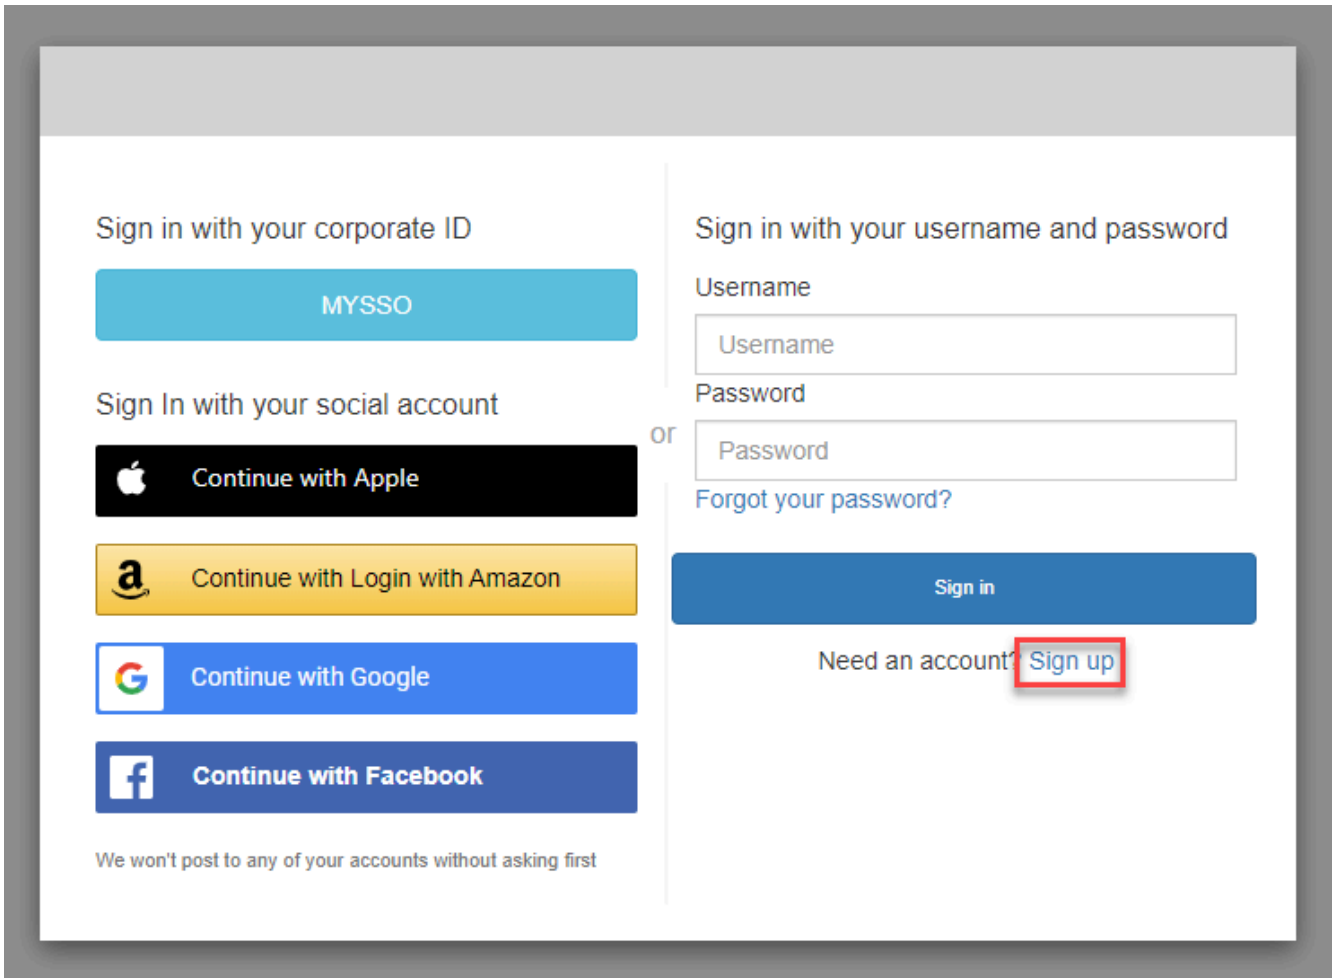 Sign in with your corporate ID
MYSSO
Sign In with your social account
Continue with Apple
Continue with Login with Amazon
Continue with Google
Continue with Facebook
We won't post to any of your accounts without asking first
or
Sign in with your username and password
Username
Username
Password
Password
Forgot your password?
Sign in
Need an account? Sign up